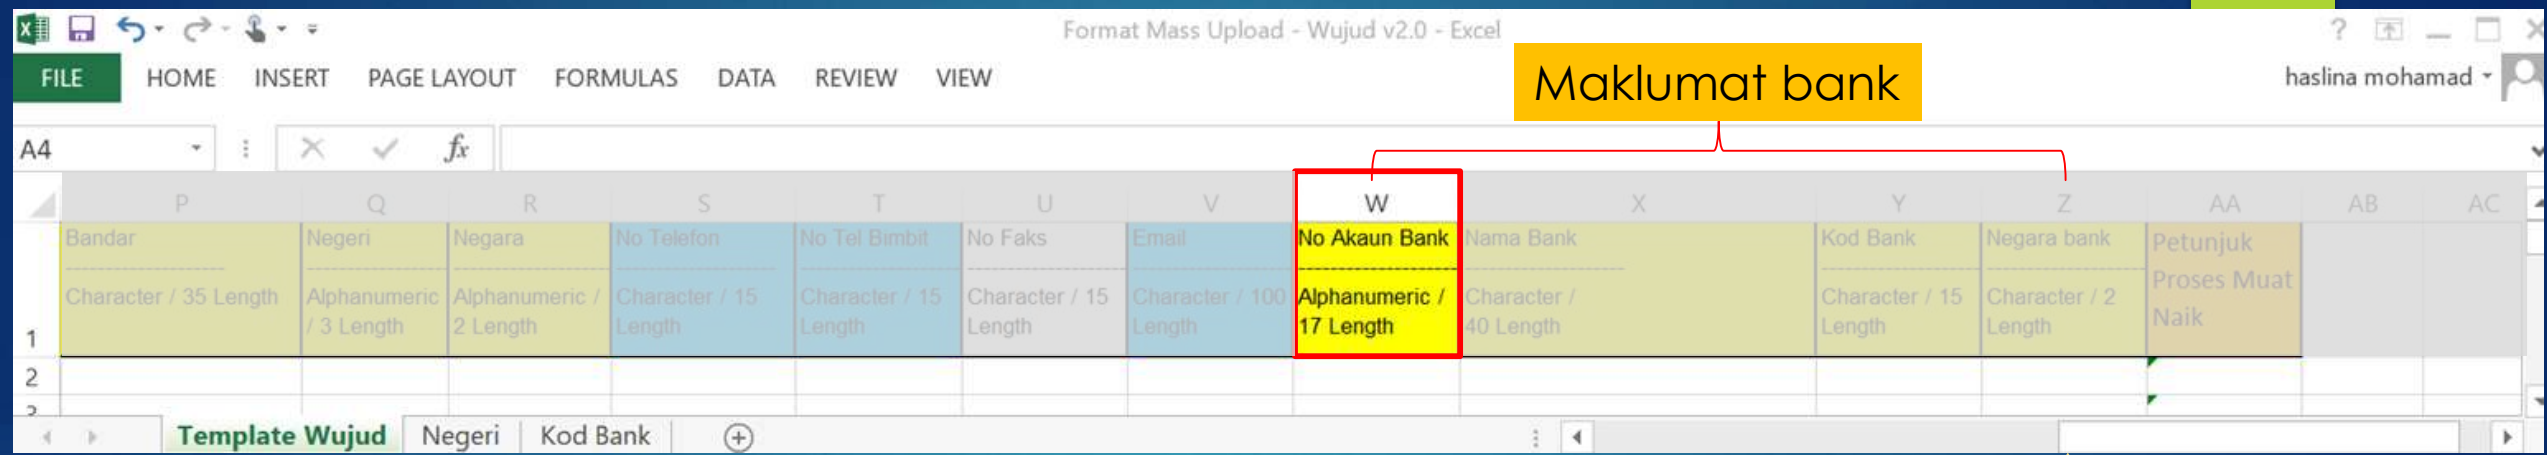 Format Mass Upload - Wujud v2.0 - Excel
?
FILE HOME INSERT PAGE LAYOUT FORMULAS DATA REVIEW VIEW
haslina mohamad
Maklumat bank
A4
fx
P Q R S T U V W X Y Z AA AB AC
1
Bandar
--------------------
Character / 35 Length
Negeri
--------------------
Alphanumeric
/ 3 Length
Negara
--------------------
Alphanumeric /
2 Length
No Telefon
--------------------
Character / 15
Length
No Tel Bimbit
--------------------
Character / 15
Length
No Faks
--------------------
Character / 15
Length
Email
--------------------
Character / 100
Length
No Akaun Bank
--------------------
Alphanumeric /
17 Length
Nama Bank
--------------------
Character /
40 Length
Kod Bank
--------------------
Character / 15
Length
Negara bank
--------------------
Character / 2
Length
Petunjuk
Proses Muat
Naik
2
3
Template Wujud Negeri Kod Bank